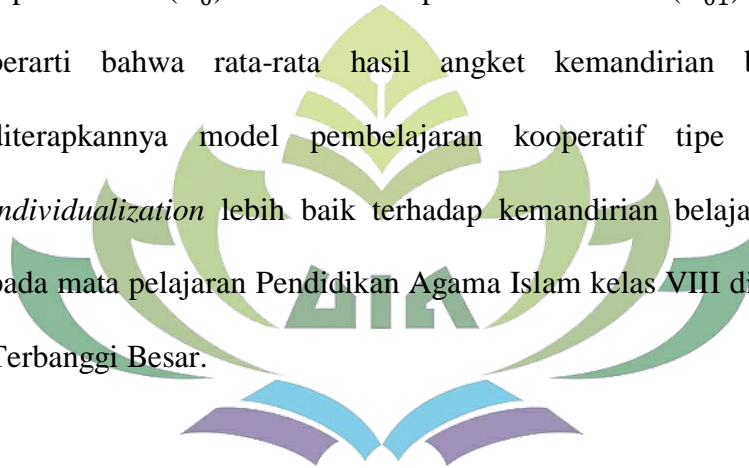 berarti bahwa rata-rata hasil angket kemandirian
diterapkannya model pembelajaran kooperatif tipe
individualization lebih baik terhadap kemandirian
pada mata pelajaran Pendidikan Agama Islam kelas VIII di
Terbanggi Besar.